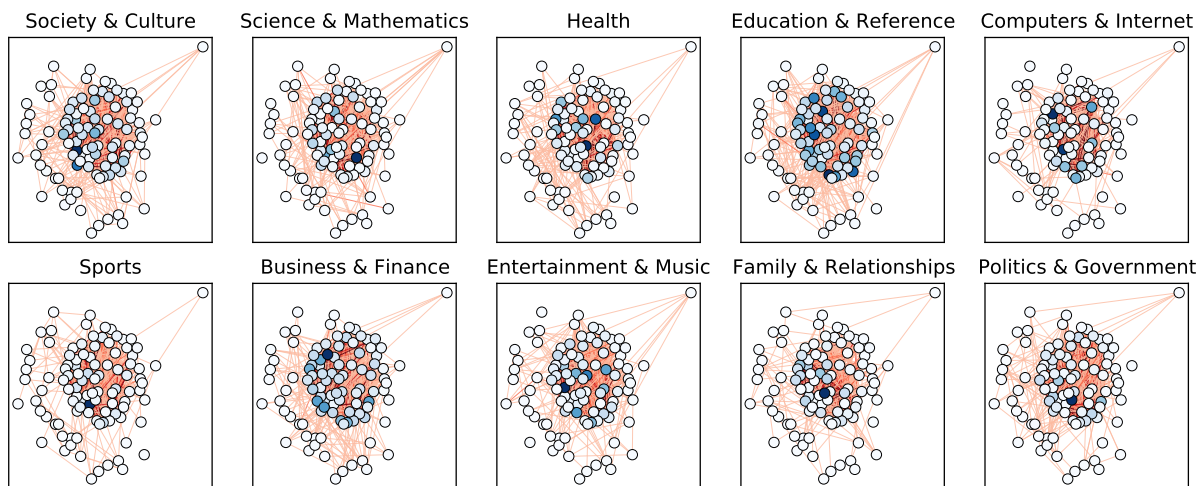 Society & Culture
Science & Mathematics
Health
Education & Reference
Computers & Internet
Sports
Business & Finance
Entertainment & Music
Family & Relationships
Politics & Government